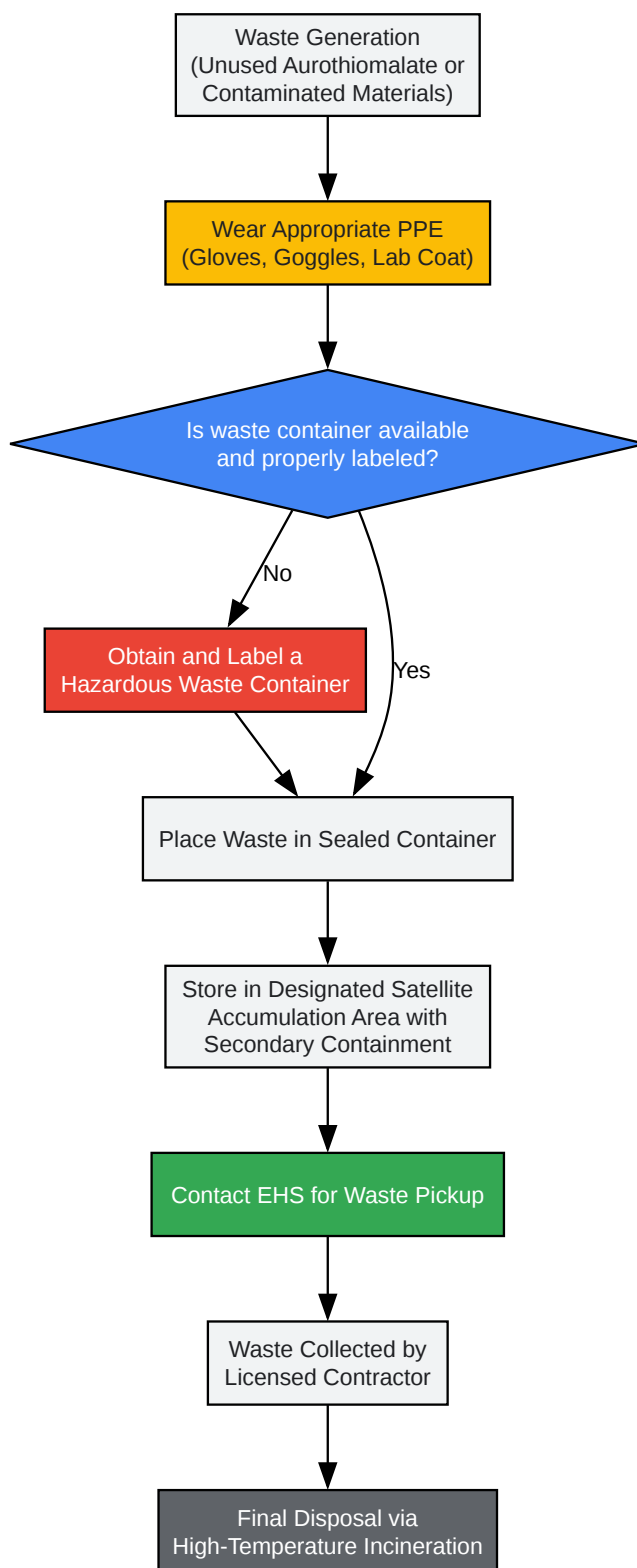 Waste Generation
(Unused Aurothiomalate or
Contaminated Materials)
Wear Appropriate PPE
(Gloves, Goggles, Lab Coat)
Is waste container available
and properly labeled?
No
Obtain and Label a
Hazardous Waste Container
Yes
Place Waste in Sealed Container
Store in Designated Satellite
Accumulation Area with
Secondary Containment
Contact EHS for Waste Pickup
Waste Collected by
Licensed Contractor
Final Disposal via
High-Temperature Incineration